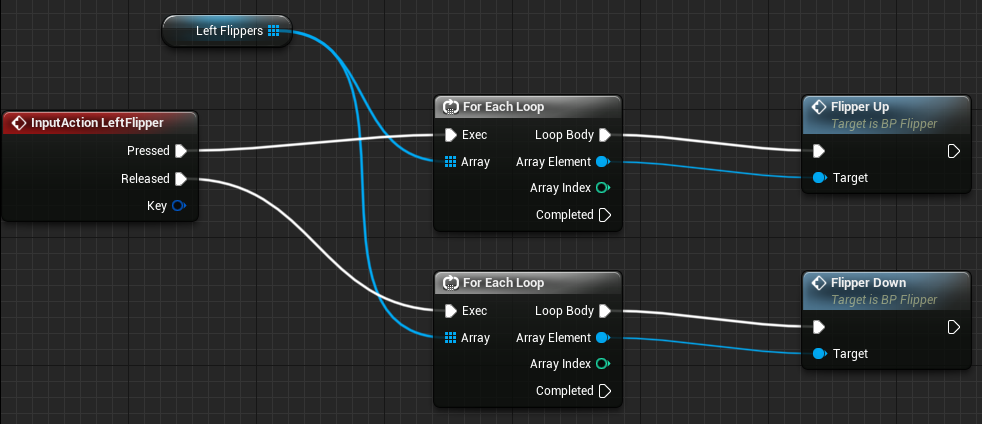 Left Flippers
InputAction LeftFlipper
Pressed
Released
Key
For Each Loop
Exec
Loop Body
Array
Array Element
Array Index
Completed
Flipper Up
Target is BP Flipper
Target
For Each Loop
Exec
Loop Body
Array
Array Element
Array Index
Completed
Flipper Down
Target is BP Flipper
Target